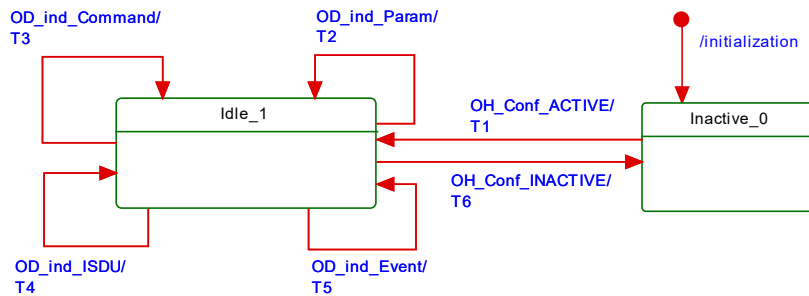 OD_ind_Command/
T3
OD_ind_Param/
T2
/initialization
Idle_1
OH_Conf_ACTIVE/
T1
Inactive_0
OH_Conf_INACTIVE/
T6
OD_ind_ISDU/
T4
OD_ind_Event/
T5